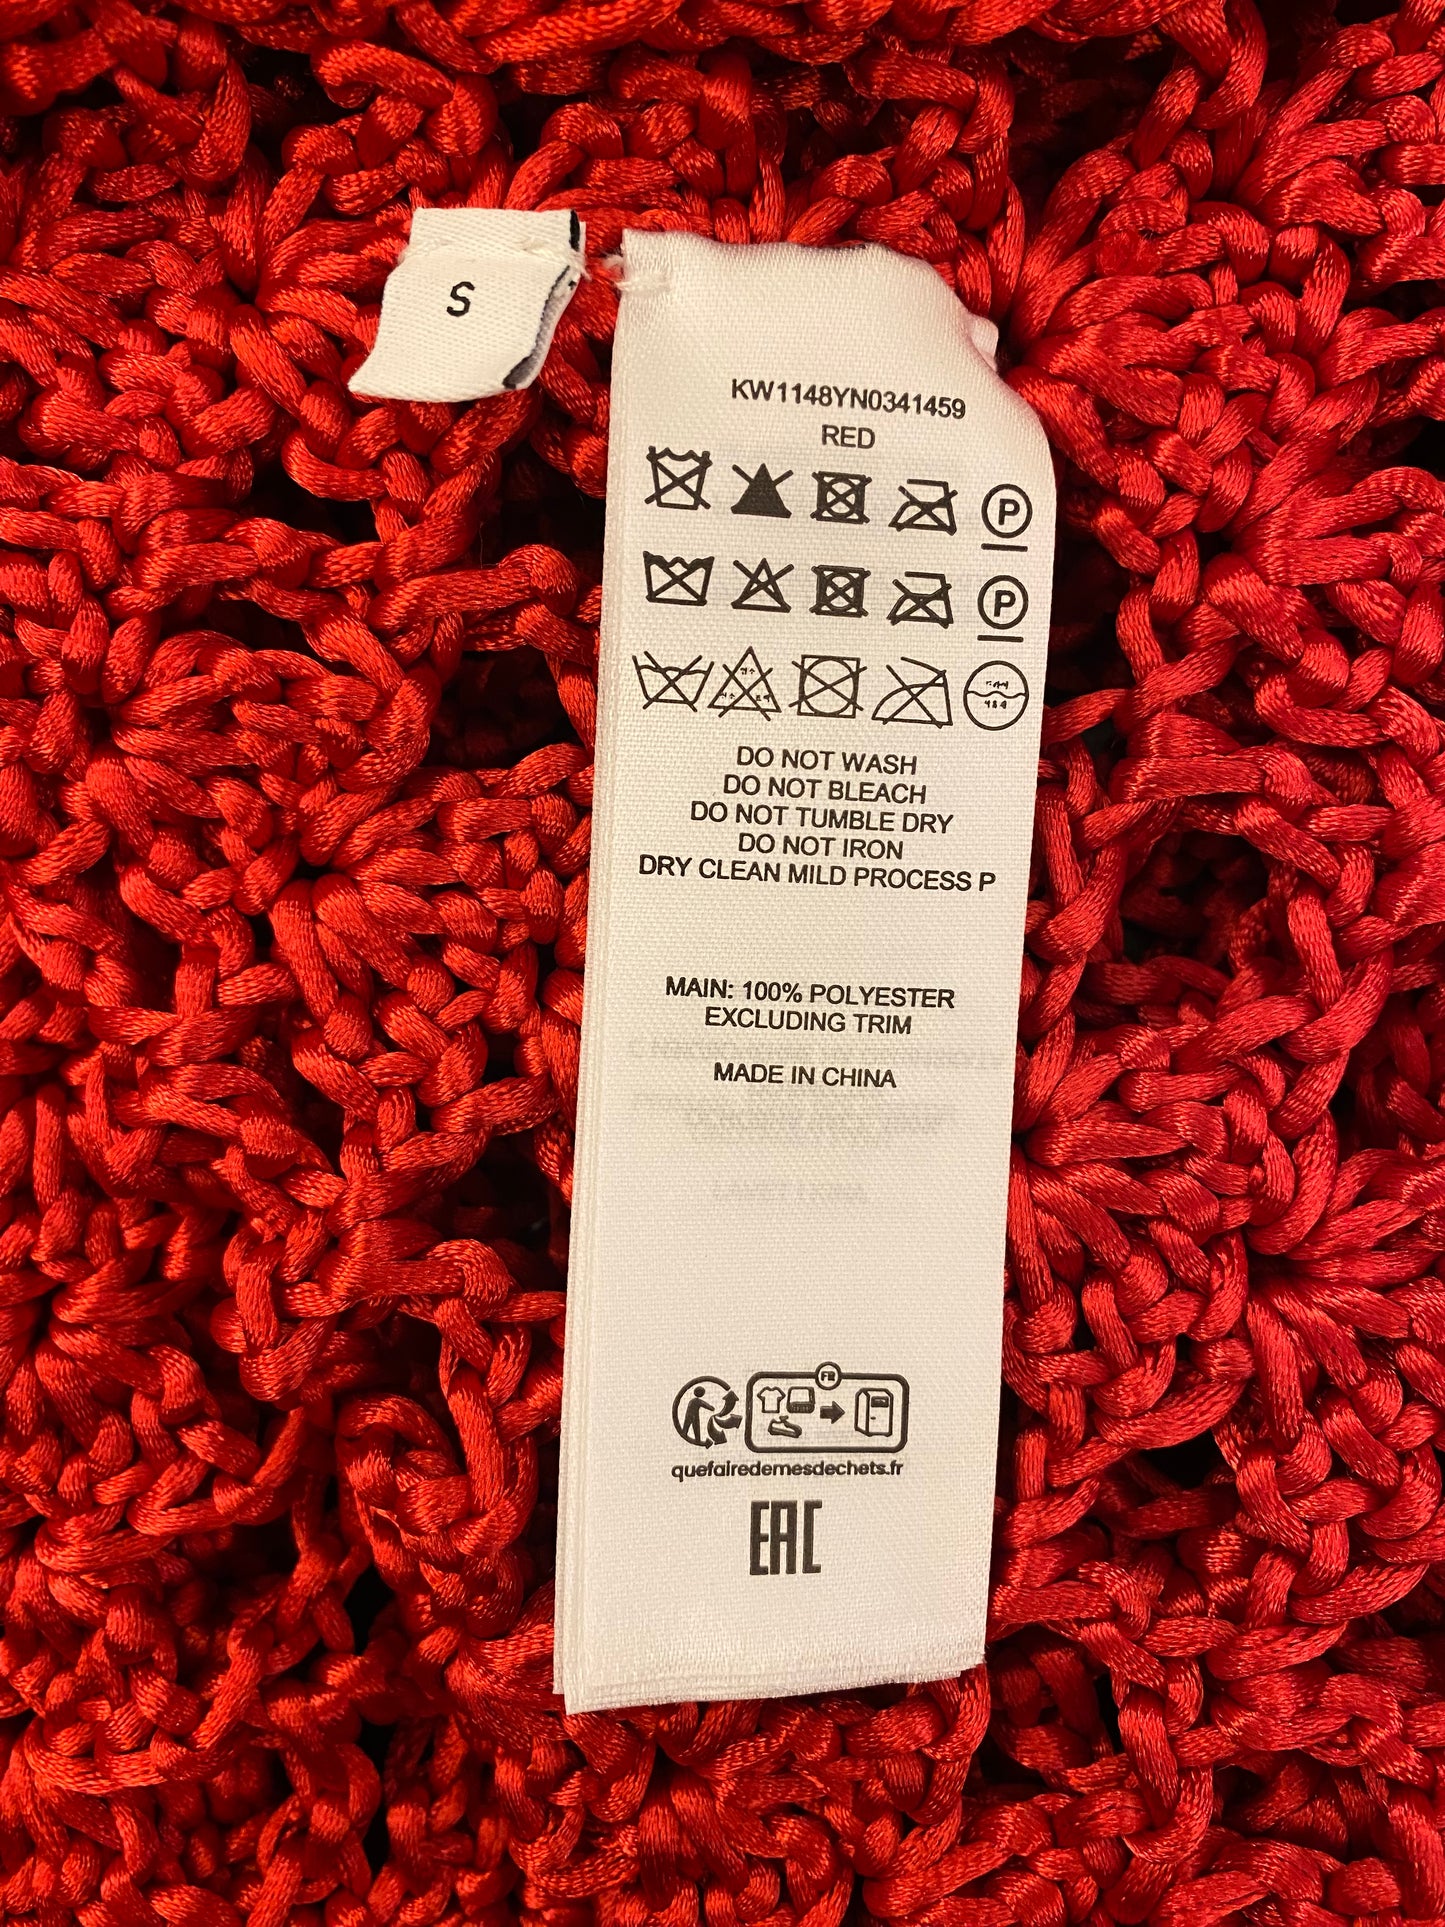 S
KW1148YN0341459
RED
P
P
DO NOT WASH
DO NOT BLEACH
DO NOT TUMBLE DRY
DO NOT IRON
DRY CLEAN MILD PROCESS P
MAIN: 100% POLYESTER
EXCLUDING TRIM
MADE IN CHINA
FR
quefairedemesdechets.fr
EAC